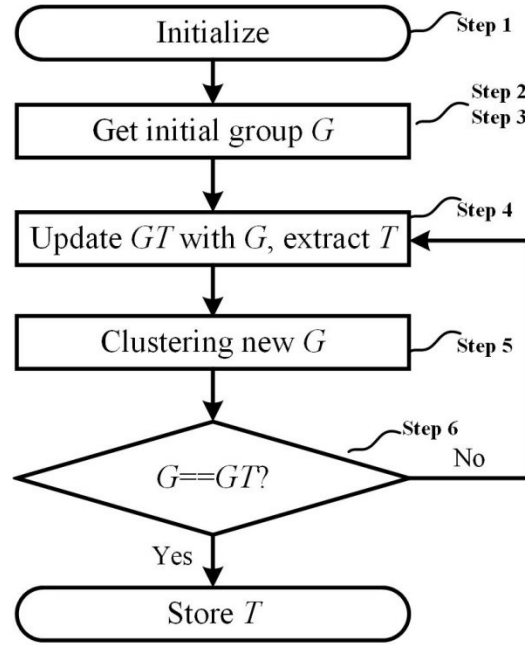 Initialize
Step 1
Get initial group G
Step 2
Step 3
Update GT with G, extract T
Step 4
Clustering new G
Step 5
G==GT?
Step 6
No
Yes
Store T